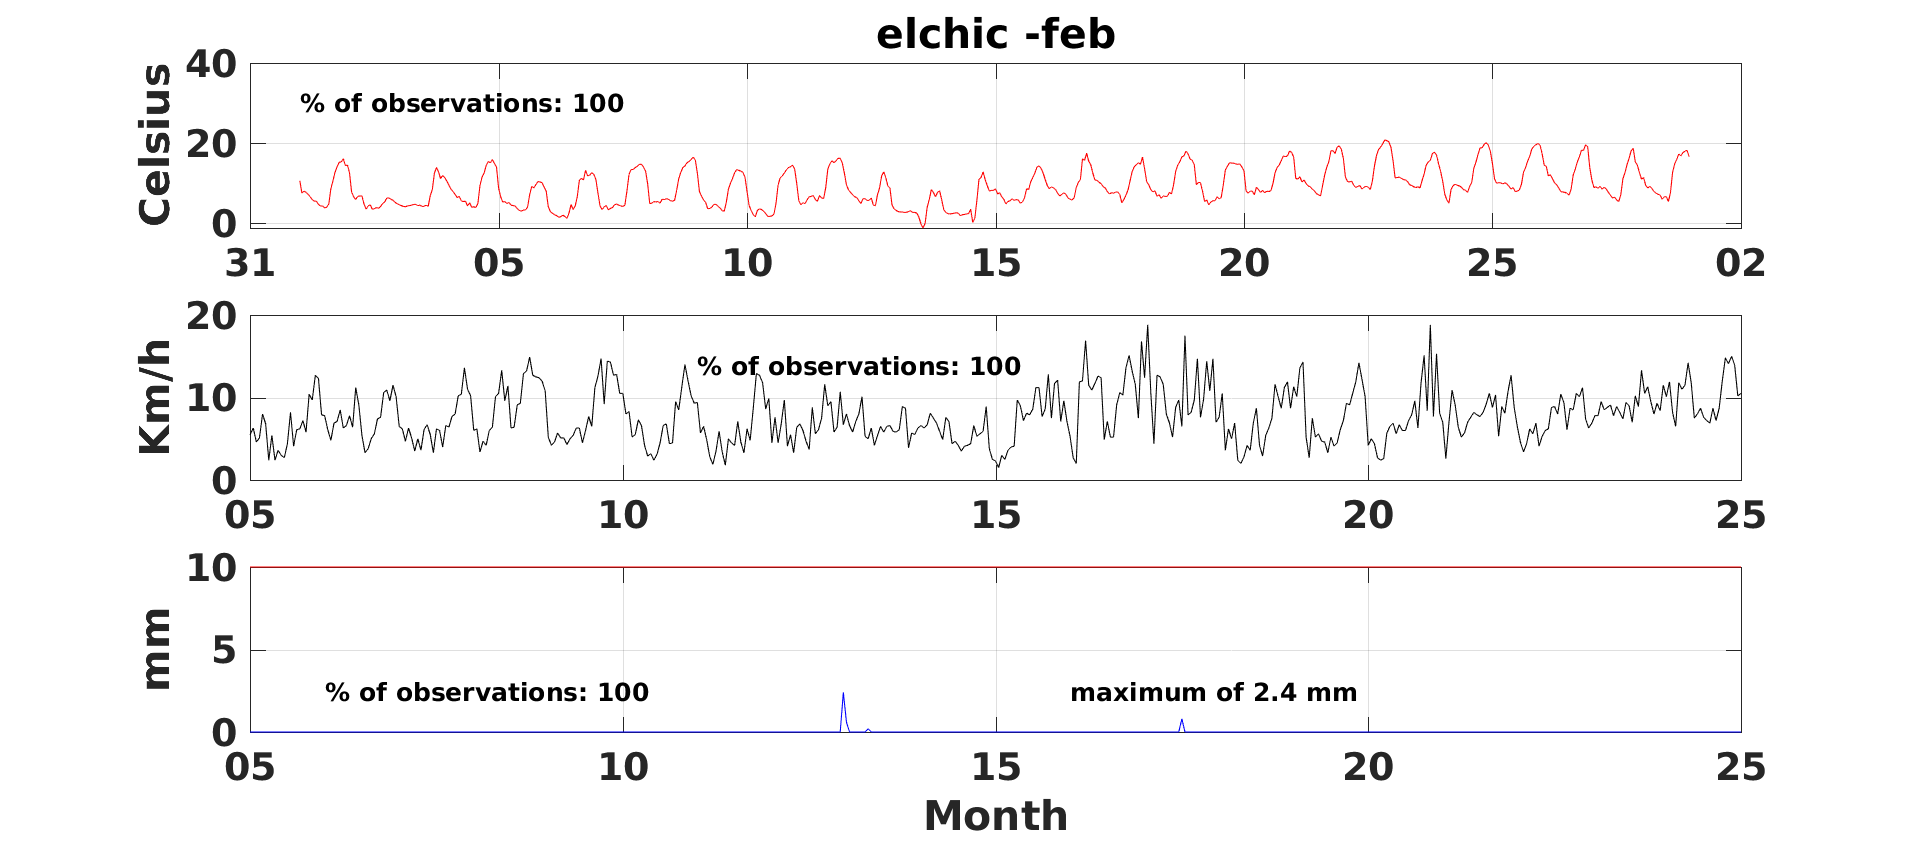 elchic -feb
40
20
0
Celsius
% of observations: 100
31 05 10 15 20 25 02
20
10
0
Km/h
% of observations: 100
05 10 15 20 25
10
5
0
mm
% of observations: 100 maximum of 2.4 mm
05 10 15 20 25
Month